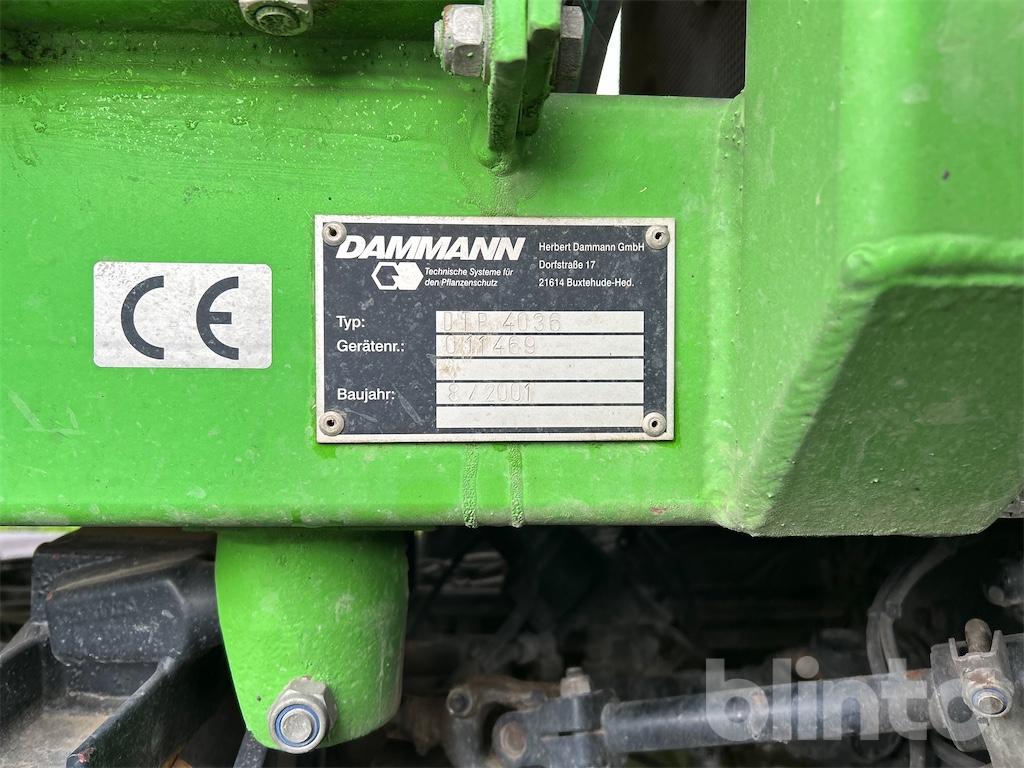 CE
DAMMANN
Technische Systeme für
den Pflanzenschutz
Herbert Dammann GmbH
Dorfstraße 17
21614 Buxtehude-Hed.
Typ: DTP 4036
Gerätenr.: 011469
Baujahr: 8/2001
blinto